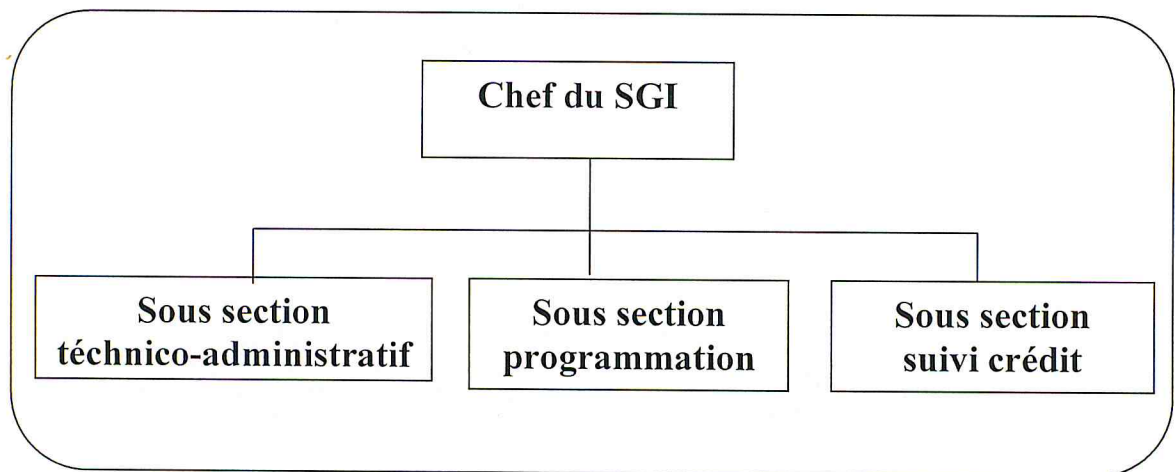 Chef du SGI
Sous section
téchnico-administratif
Sous section
programmation
Sous section
suivi crédit